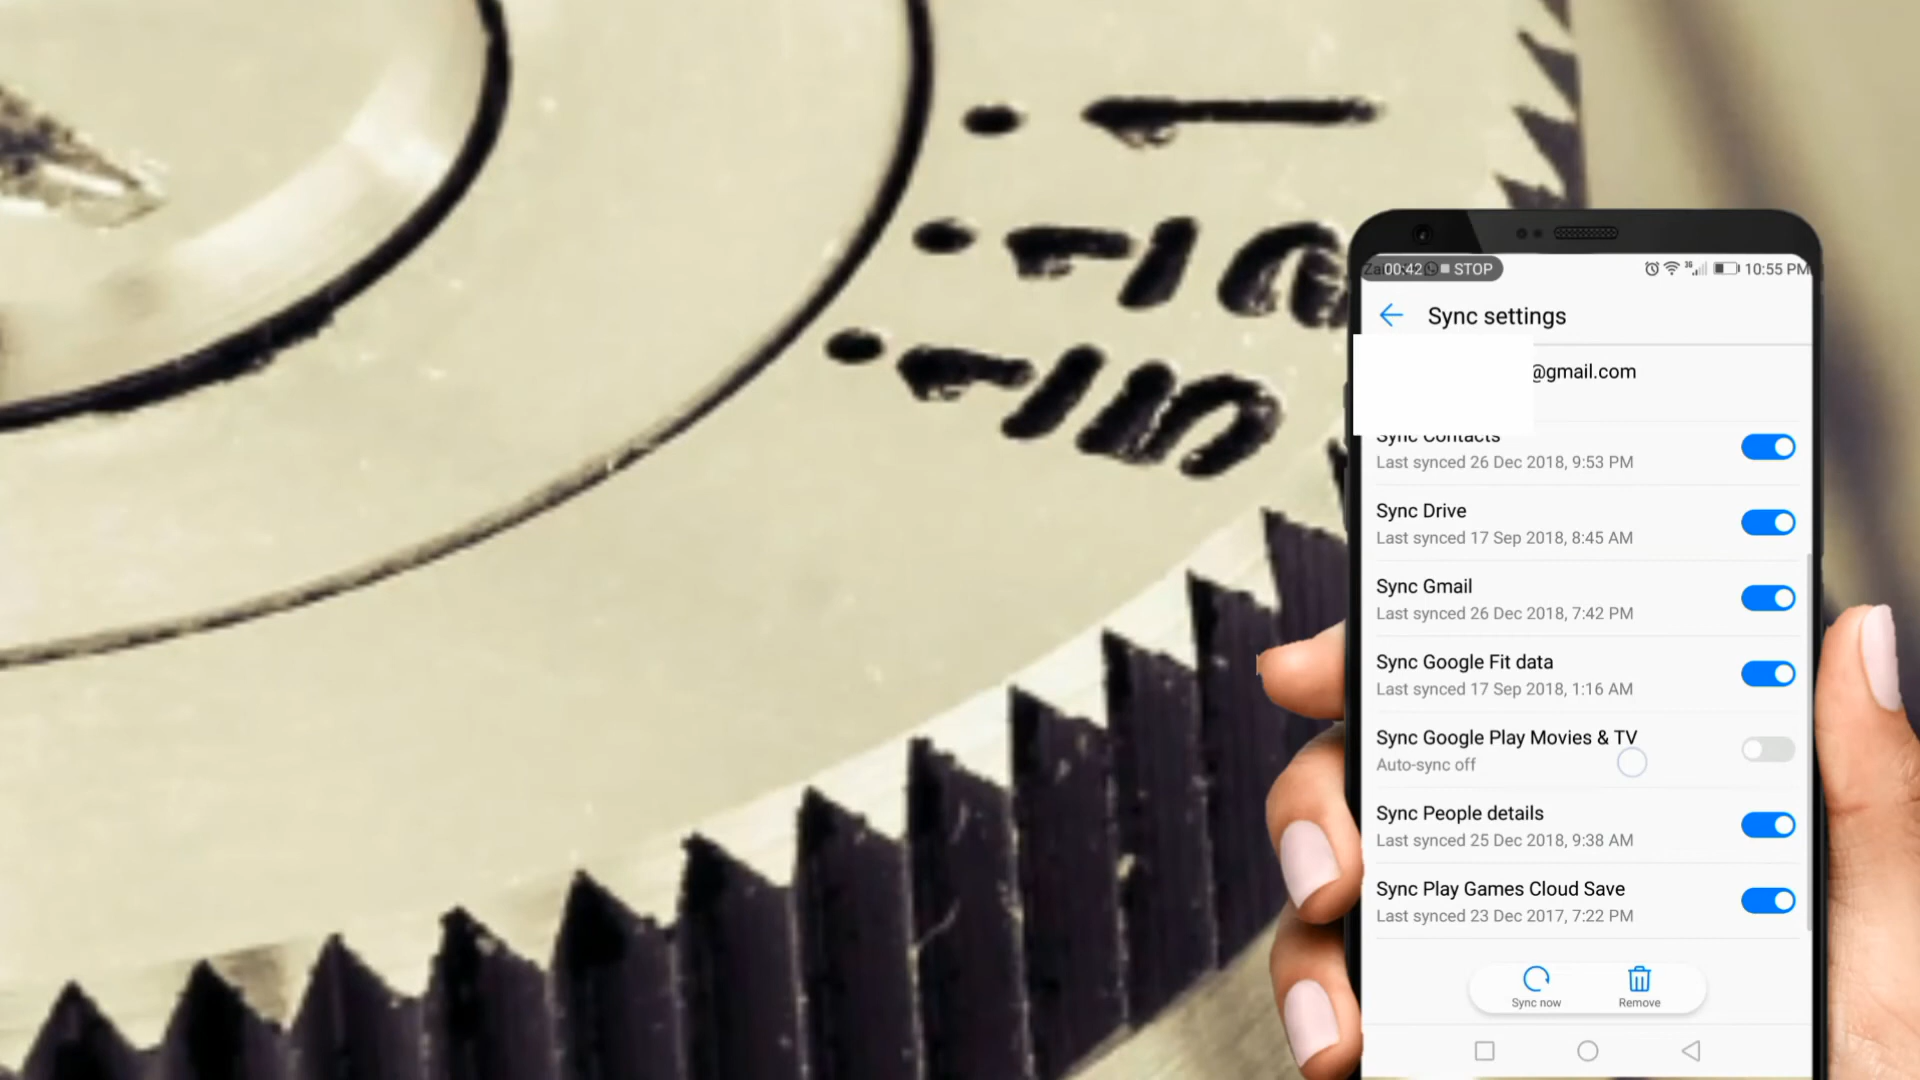 00:42 STOP
3G 10:55 PM
Sync settings
@gmail.com
Sync Contacts
Last synced 26 Dec 2018, 9:53 PM
Sync Drive
Last synced 17 Sep 2018, 8:45 AM
Sync Gmail
Last synced 26 Dec 2018, 7:42 PM
Sync Google Fit data
Last synced 17 Sep 2018, 1:16 AM
Sync Google Play Movies & TV
Auto-sync off
Sync People details
Last synced 25 Dec 2018, 9:38 AM
Sync Play Games Cloud Save
Last synced 23 Dec 2017, 7:22 PM
Sync now
Remove